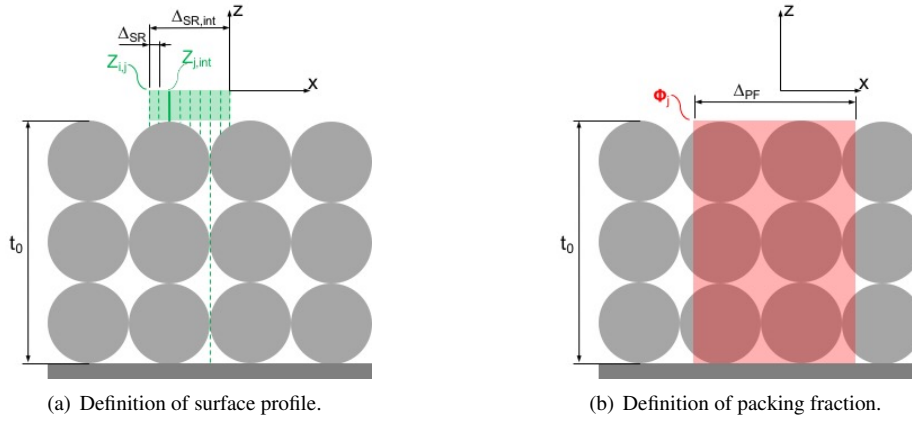 Δ_SR,int
z
Δ_SR
Z_i,j
Z_j,int
x
t_0
(a) Definition of surface profile.
z
x
Φ_j
Δ_PF
t_0
(b) Definition of packing fraction.